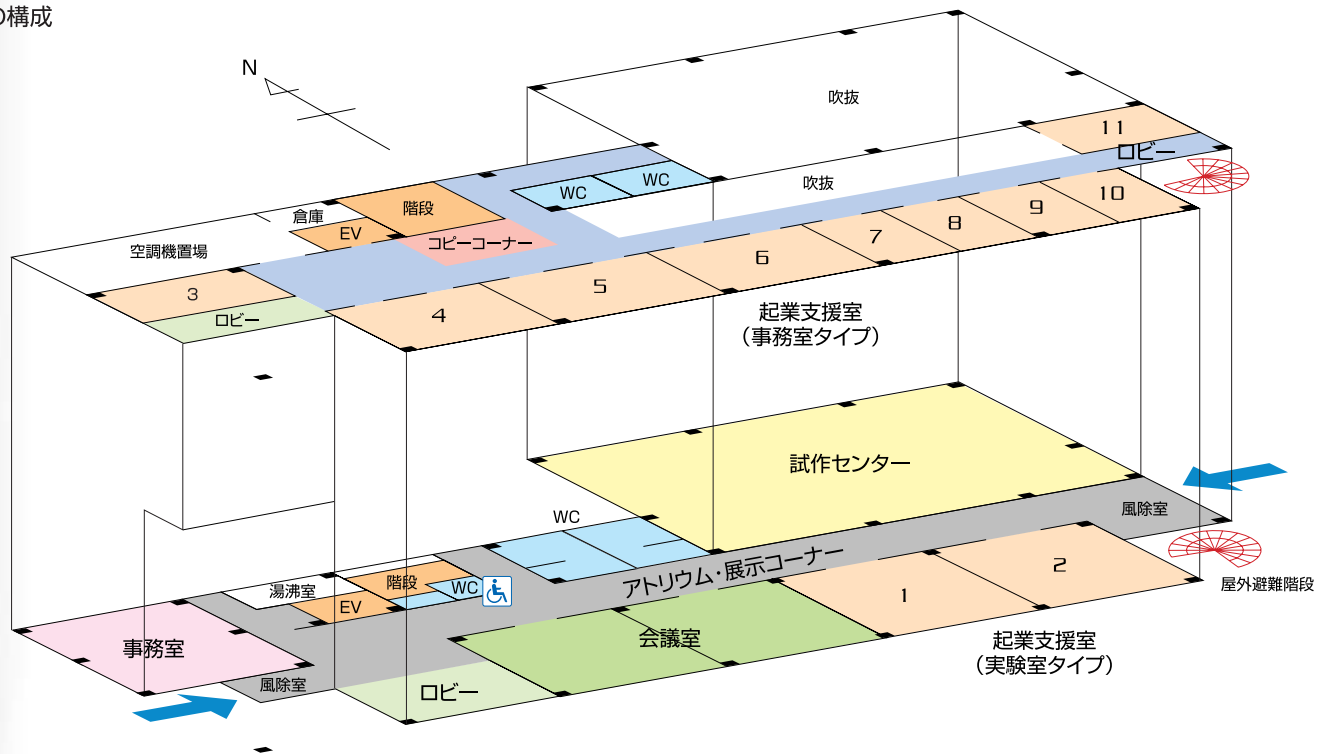 の構成
N
吹抜
11
ロビー
WC
WC
吹抜
倉庫
階段
EV
コピーコーナー
空調機置場
3
ロビー
4
5
6
7
8
9
10
起業支援室
(事務室タイプ)
試作センター
風除室
WC
アトリウム・展示コーナー
湯沸室
階段
WC
EV
事務室
風除室
ロビー
会議室
1
2
屋外避難階段
起業支援室
(実験室タイプ)